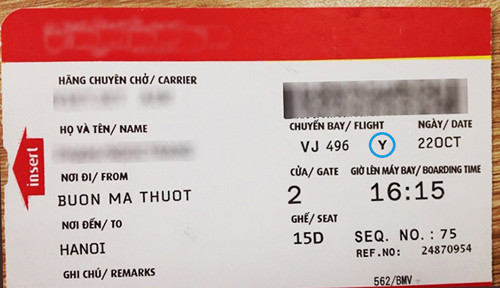 HÃNG CHUYÊN CHỞ/ CARRIER
HỌ VÀ TÊN/ NAME
CHUYẾN BAY/ FLIGHT NGÀY/ DATE
VJ 496 Y 22OCT
insert
NƠI ĐI/ FROM CỬA/ GATE GIỜ LÊN MÁY BAY/ BOARDING TIME
BUON MA THUOT 2 16:15
NƠI ĐẾN/ TO GHẾ/ SEAT
HANOI 15D SEQ. NO.: 75
REF.NO: 24870954
GHI CHÚ/ REMARKS
562/BMV